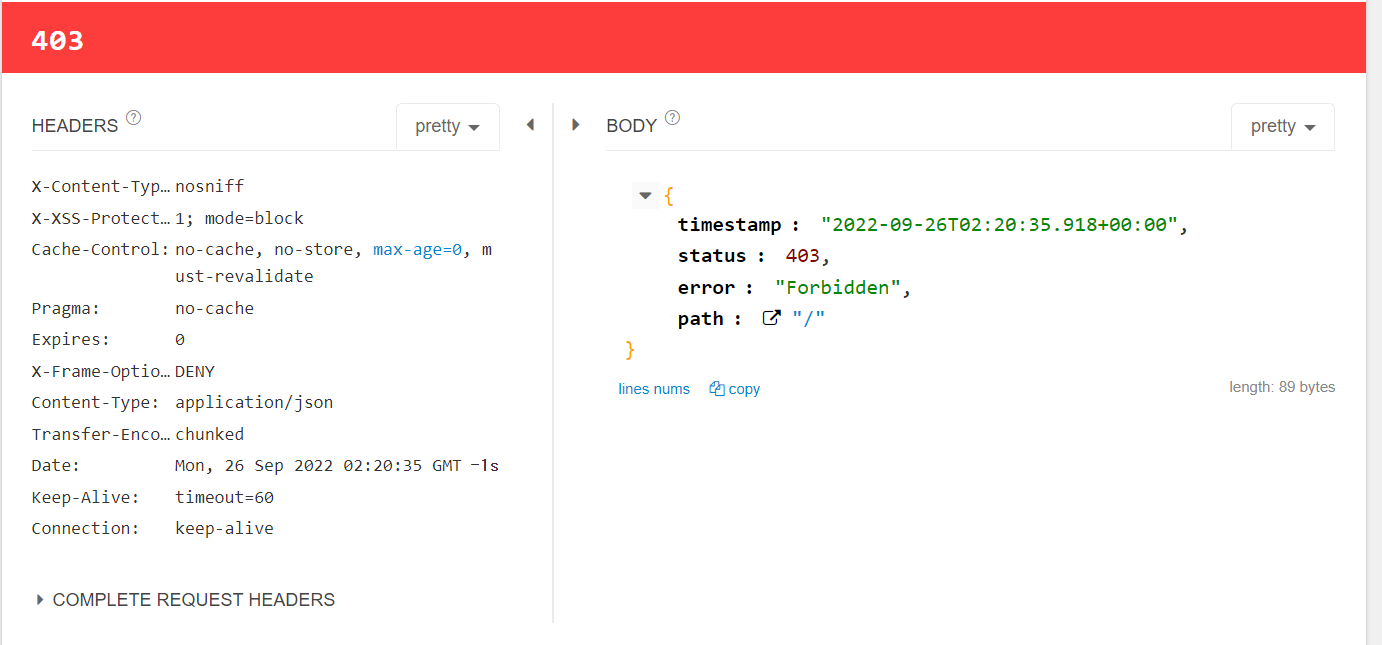 403
HEADERS ?
pretty
BODY ?
pretty
X-Content-Typ… nosniff
X-XSS-Protect… 1; mode=block
Cache-Control: no-cache, no-store, max-age=0, m
ust-revalidate
Pragma: no-cache
Expires: 0
X-Frame-Optio… DENY
Content-Type: application/json
Transfer-Enco… chunked
Date: Mon, 26 Sep 2022 02:20:35 GMT -1s
Keep-Alive: timeout=60
Connection: keep-alive
COMPLETE REQUEST HEADERS
{
timestamp : "2022-09-26T02:20:35.918+00:00",
status : 403,
error : "Forbidden",
path : "/"
}
lines nums copy length: 89 bytes